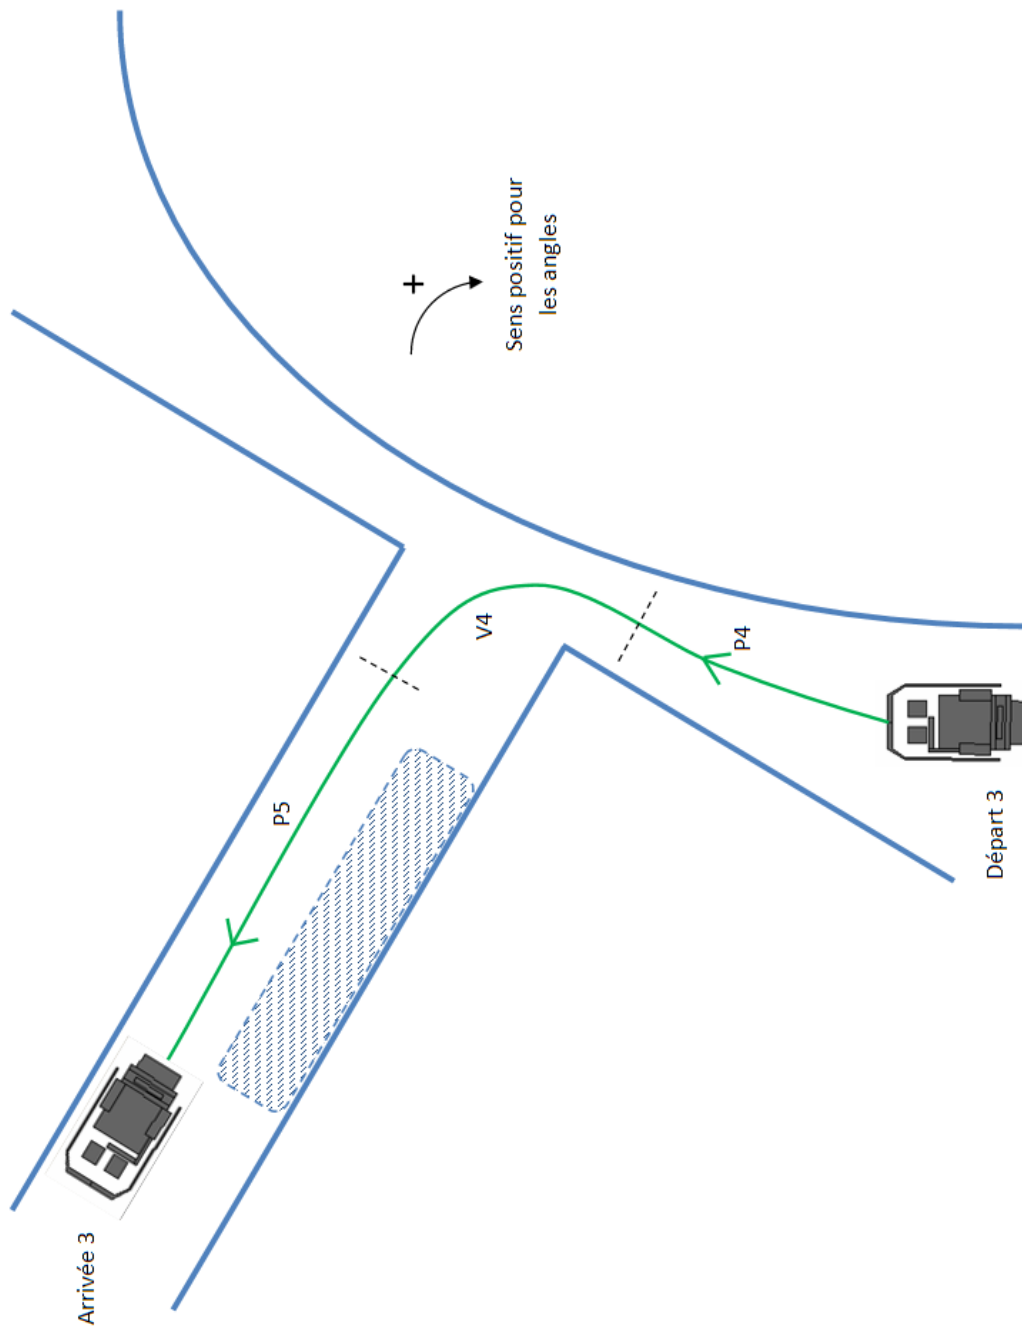 Arrivée 3
P5
+
Sens positif pour
les angles
V4
P4
Départ 3